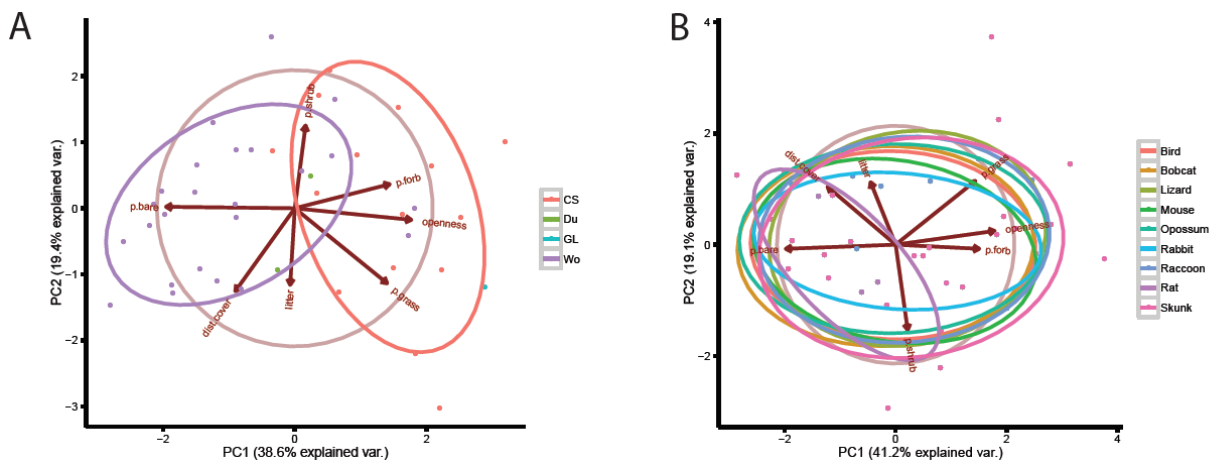 A
PC2 (19.4% explained var.)
2
1
0
−1
−2
−3
p.shrub
p.forb
p.bare
openness
dist.cover
litter
p.grass
−2
0
2
PC1 (38.6% explained var.)
CS
Du
GL
Wo
B
PC2 (19.1% explained var.)
4
2
0
−2
dist.cover
litter
p.grass
openness
p.bare
p.forb
p.shrub
−2
0
2
4
PC1 (41.2% explained var.)
Bird
Bobcat
Lizard
Mouse
Opossum
Rabbit
Raccoon
Rat
Skunk